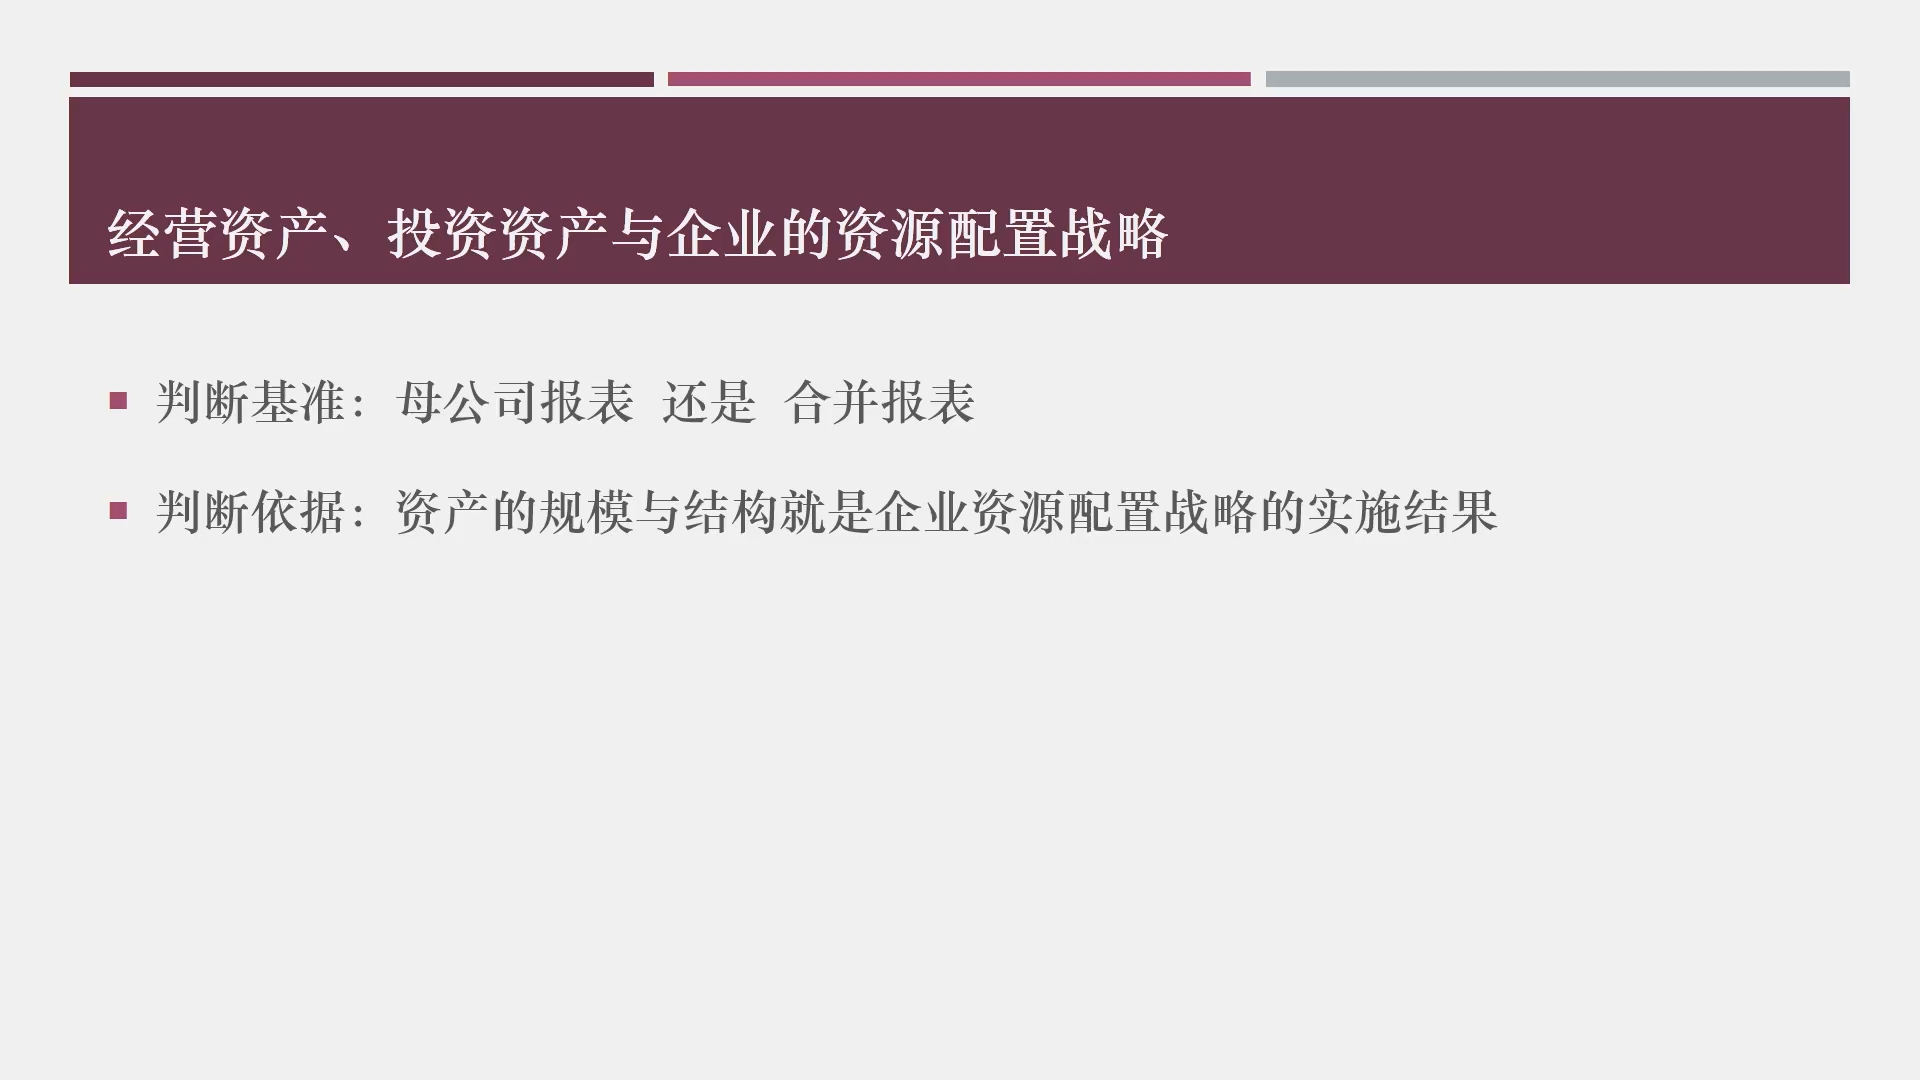 经营资产、投资资产与企业的资源配置战略
判断基准：母公司报表 还是 合并报表
判断依据：资产的规模与结构就是企业资源配置战略的实施结果